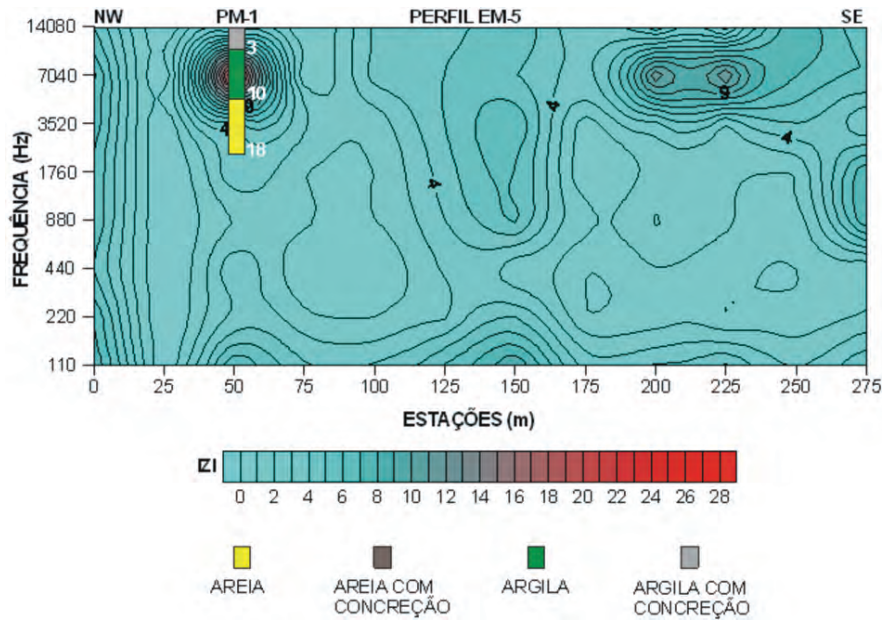 NW PM-1 PERFIL EM-5 SE
14080
7040
3520
1760
880
440
220
110
FREQUÊNCIA (Hz)
3
10
18
4
4
4
9
4
0 25 50 75 100 125 150 175 200 225 250 275
ESTAÇÕES (m)
IZI
0 2 4 6 8 10 12 14 16 17 20 22 24 26 28
AREIA
AREIA COM
CONCREÇÃO
ARGILA
ARGILA COM
CONCREÇÃO